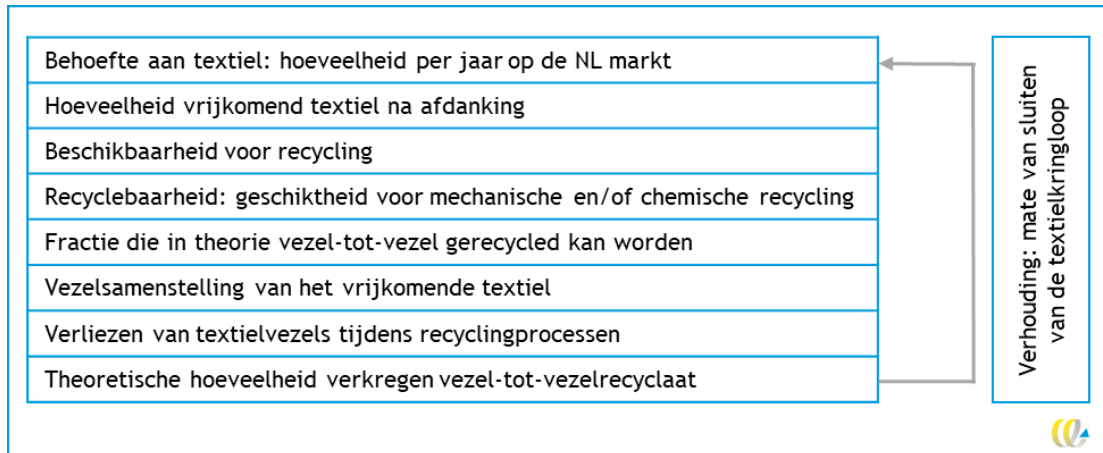 Behoefte aan textiel: hoeveelheid per jaar op de NL markt
Hoeveelheid vrijkomend textiel na afdanking
Beschikbaarheid voor recycling
Recyclebaarheid: geschiktheid voor mechanische en/of chemische recycling
Fractie die in theorie vezel-tot-vezel gerecycled kan worden
Vezelsamenstelling van het vrijkomende textiel
Verliezen van textielvezels tijdens recyclingprocessen
Theoretische hoeveelheid verkregen vezel-tot-vezelrecyclaat
Verhouding: mate van sluiten
van de textielkringloop